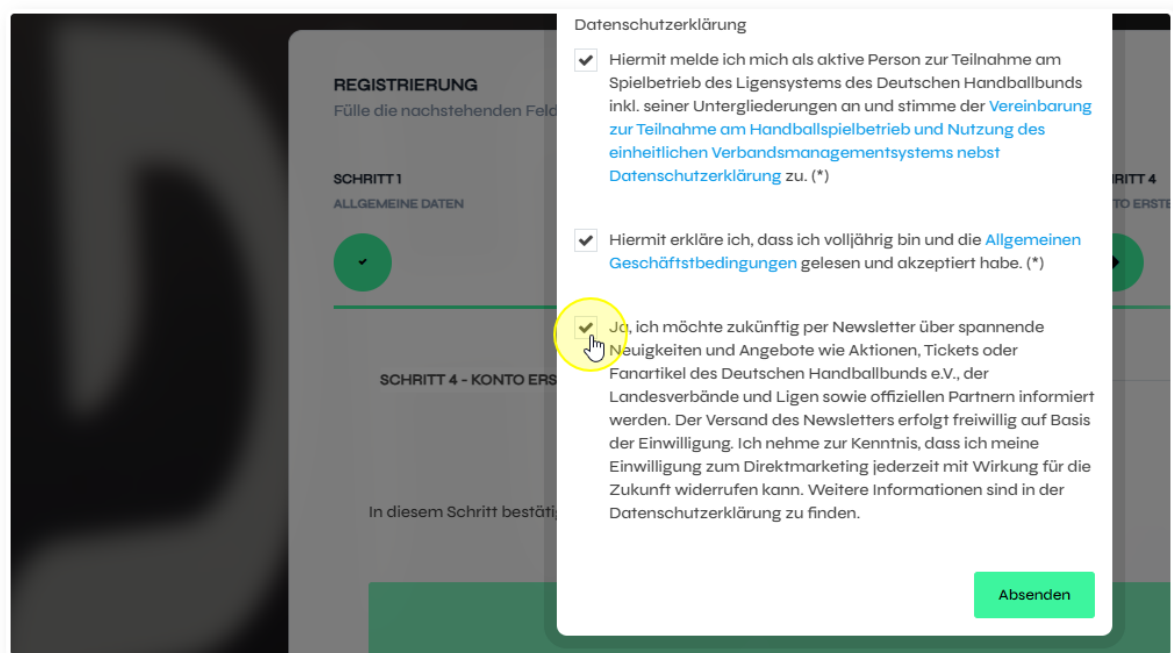 Datenschutzerklärung
Hiermit melde ich mich als aktive Person zur Teilnahme am
Spielbetrieb des Ligensystems des Deutschen Handballbunds
inkl. seiner Untergliederungen an und stimme der Vereinbarung
zur Teilnahme am Handballspielbetrieb und Nutzung des
einheitlichen Verbandsmanagementsystems nebst
Datenschutzerklärung zu. (*)
Hiermit erkläre ich, dass ich volljährig bin und die Allgemeinen
Geschäftstbedingungen gelesen und akzeptiert habe. (*)
Ja, ich möchte zukünftig per Newsletter über spannende
Neuigkeiten und Angebote wie Aktionen, Tickets oder
Fanartikel des Deutschen Handballbunds e.V., der
Landesverbände und Ligen sowie offiziellen Partnern informiert
werden. Der Versand des Newsletters erfolgt freiwillig auf Basis
der Einwilligung. Ich nehme zur Kenntnis, dass ich meine
Einwilligung zum Direktmarketing jederzeit mit Wirkung für die
Zukunft widerrufen kann. Weitere Informationen sind in der
Datenschutzerklärung zu finden.
Absenden
REGISTRIERUNG
Fülle die nachstehenden Feld
SCHRITT 1
ALLGEMEINE DATEN
RITT 4
TO ERSTE
SCHRITT 4 - KONTO ERS
In diesem Schritt bestäti